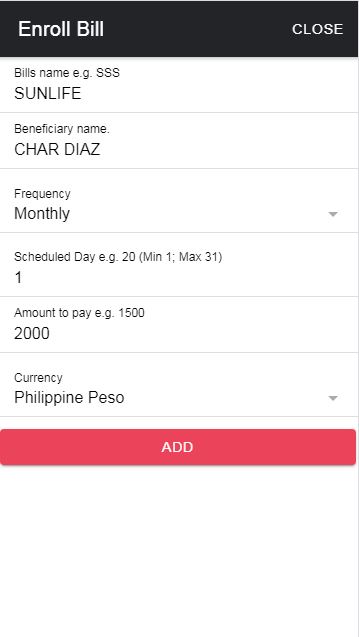 Enroll Bill CLOSE
Bills name e.g. SSS
SUNLIFE
Beneficiary name.
CHAR DIAZ
Frequency
Monthly
Scheduled Day e.g. 20 (Min 1; Max 31)
1
Amount to pay e.g. 1500
2000
Currency
Philippine Peso
ADD